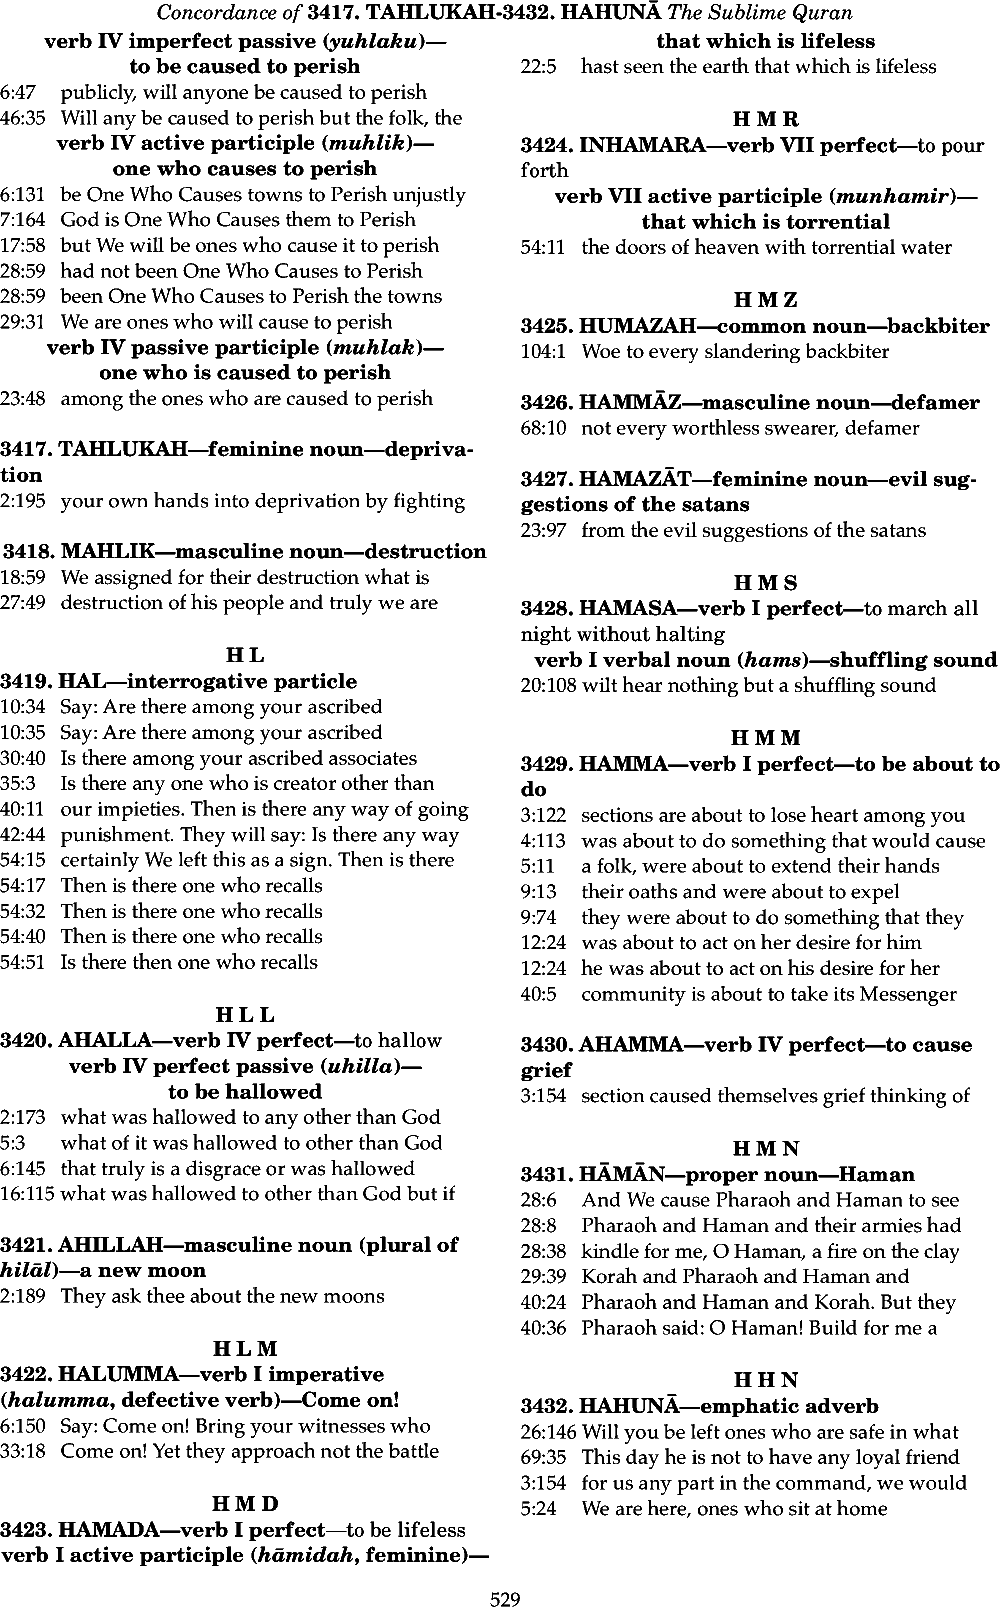 Concordance of 3417. TAHLUKAH-3432. HAHUNĀ The Sublime Quran
verb IV imperfect passive (yuhlaku)—
to be caused to perish
6:47 publicly, will anyone be caused to perish
46:35 Will any be caused to perish but the folk, the
verb IV active participle (muhlik)—
one who causes to perish
6:131 be One Who Causes towns to Perish unjustly
7:164 God is One Who Causes them to Perish
17:58 but We will be ones who cause it to perish
28:59 had not been One Who Causes to Perish
28:59 been One Who Causes to Perish the towns
29:31 We are ones who will cause to perish
verb IV passive participle (muhlak)—
one who is caused to perish
23:48 among the ones who are caused to perish
3417. TAHLUKAH—feminine noun—depriva-
tion
2:195 your own hands into deprivation by fighting
3418. MAHLIK—masculine noun—destruction
18:59 We assigned for their destruction what is
27:49 destruction of his people and truly we are
H L
3419. HAL—interrogative particle
10:34 Say: Are there among your ascribed
10:35 Say: Are there among your ascribed
30:40 Is there among your ascribed associates
35:3 Is there any one who is creator other than
40:11 our impieties. Then is there any way of going
42:44 punishment. They will say: Is there any way
54:15 certainly We left this as a sign. Then is there
54:17 Then is there one who recalls
54:32 Then is there one who recalls
54:40 Then is there one who recalls
54:51 Is there then one who recalls
H L L
3420. AHALLA—verb IV perfect—to hallow
verb IV perfect passive (uhilla)—
to be hallowed
2:173 what was hallowed to any other than God
5:3 what of it was hallowed to other than God
6:145 that truly is a disgrace or was hallowed
16:115 what was hallowed to other than God but if
3421. AHILLAH—masculine noun (plural of
hilāl)—a new moon
2:189 They ask thee about the new moons
H L M
3422. HALUMMA—verb I imperative
(halumma, defective verb)—Come on!
6:150 Say: Come on! Bring your witnesses who
33:18 Come on! Yet they approach not the battle
H M D
3423. HAMADA—verb I perfect—to be lifeless
verb I active participle (hāmidah, feminine)—
that which is lifeless
22:5 hast seen the earth that which is lifeless
H M R
3424. INHAMARA—verb VII perfect—to pour
forth
verb VII active participle (munhamir)—
that which is torrential
54:11 the doors of heaven with torrential water
H M Z
3425. HUMAZAH—common noun—backbiter
104:1 Woe to every slandering backbiter
3426. HAMMĀZ—masculine noun—defamer
68:10 not every worthless swearer, defamer
3427. HAMAZĀT—feminine noun—evil sug-
gestions of the satans
23:97 from the evil suggestions of the satans
H M S
3428. HAMASA—verb I perfect—to march all
night without halting
verb I verbal noun (hams)—shuffling sound
20:108 wilt hear nothing but a shuffling sound
H M M
3429. HAMMA—verb I perfect—to be about to
do
3:122 sections are about to lose heart among you
4:113 was about to do something that would cause
5:11 a folk, were about to extend their hands
9:13 their oaths and were about to expel
9:74 they were about to do something that they
12:24 was about to act on her desire for him
12:24 he was about to act on his desire for her
40:5 community is about to take its Messenger
3430. AHAMMA—verb IV perfect—to cause
grief
3:154 section caused themselves grief thinking of
H M N
3431. HĀMĀN—proper noun—Haman
28:6 And We cause Pharaoh and Haman to see
28:8 Pharaoh and Haman and their armies had
28:38 kindle for me, O Haman, a fire on the clay
29:39 Korah and Pharaoh and Haman and
40:24 Pharaoh and Haman and Korah. But they
40:36 Pharaoh said: O Haman! Build for me a
H H N
3432. HAHUNĀ—emphatic adverb
26:146 Will you be left ones who are safe in what
69:35 This day he is not to have any loyal friend
3:154 for us any part in the command, we would
5:24 We are here, ones who sit at home
529